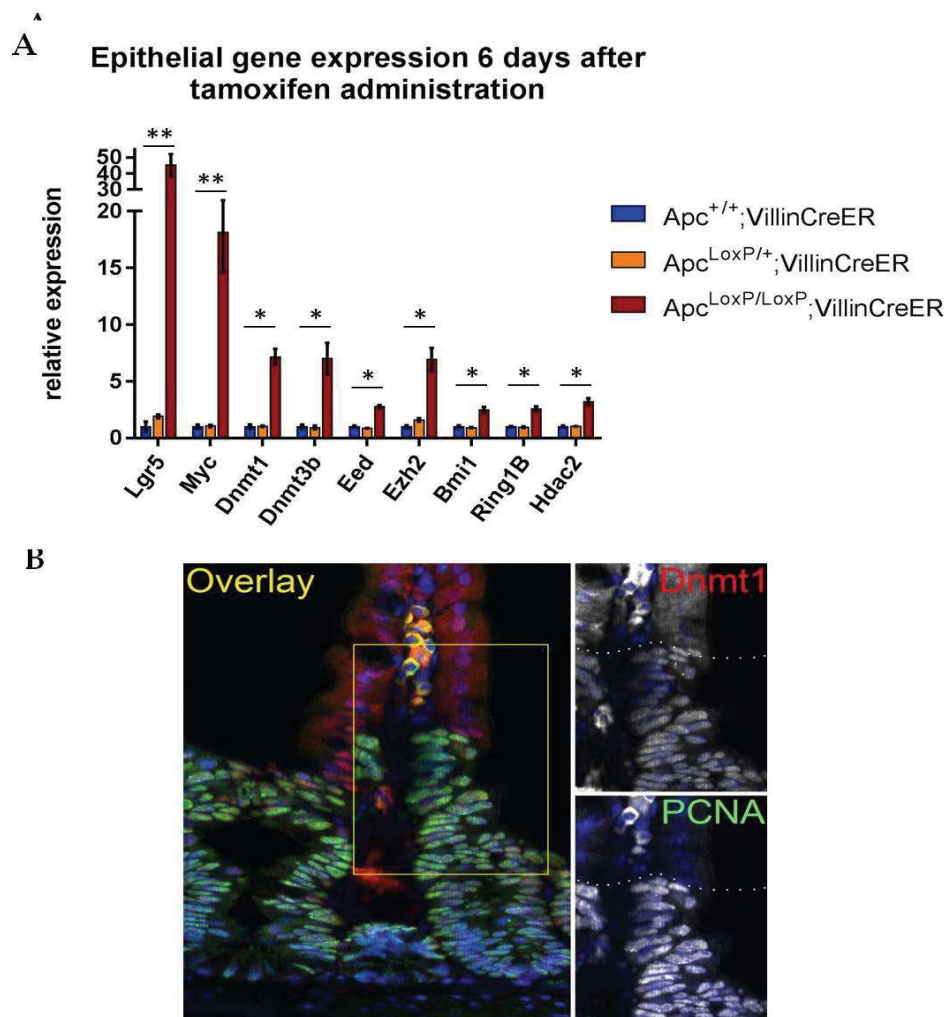 A
Epithelial gene expression 6 days after
tamoxifen administration
relative expression
50
40
30
20
15
10
5
0
**
**
*
*
*
*
*
*
*
Lgr5
Myc
Dnmt1
Dnmt3b
Eed
Ezh2
Bmi1
Ring1B
Hdac2
Apc+/+;VillinCreER
ApcLoxP/+;VillinCreER
ApcLoxP/LoxP;VillinCreER
B
Overlay
Dnmt1
PCNA